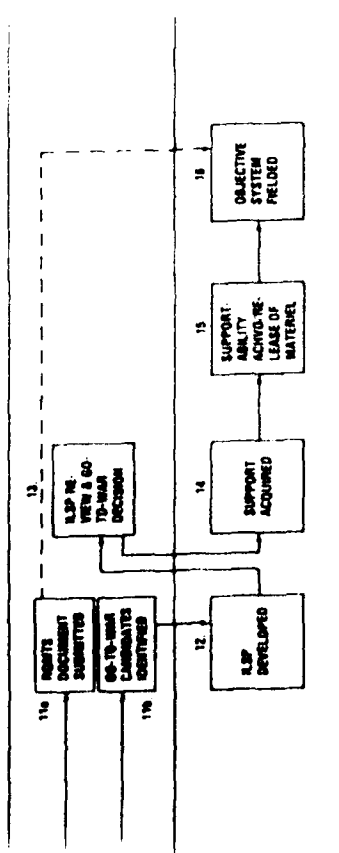 11a
RQMTS
DOCUMENT
SUBMITTED
GO-TO-WAR
CANDIDATES
IDENTIFIED
11b
12.
ILSP
DEVELOPED
13.
ILSP RE-
VIEW & GO-
TO-WAR
DECISION
14
SUPPORT
ACQUIRED
15
SUPPORT-
ABILITY
ACHVD/RE-
LEASE OF
MATERIEL
16
OBJECTIVE
SYSTEM
FIELDED